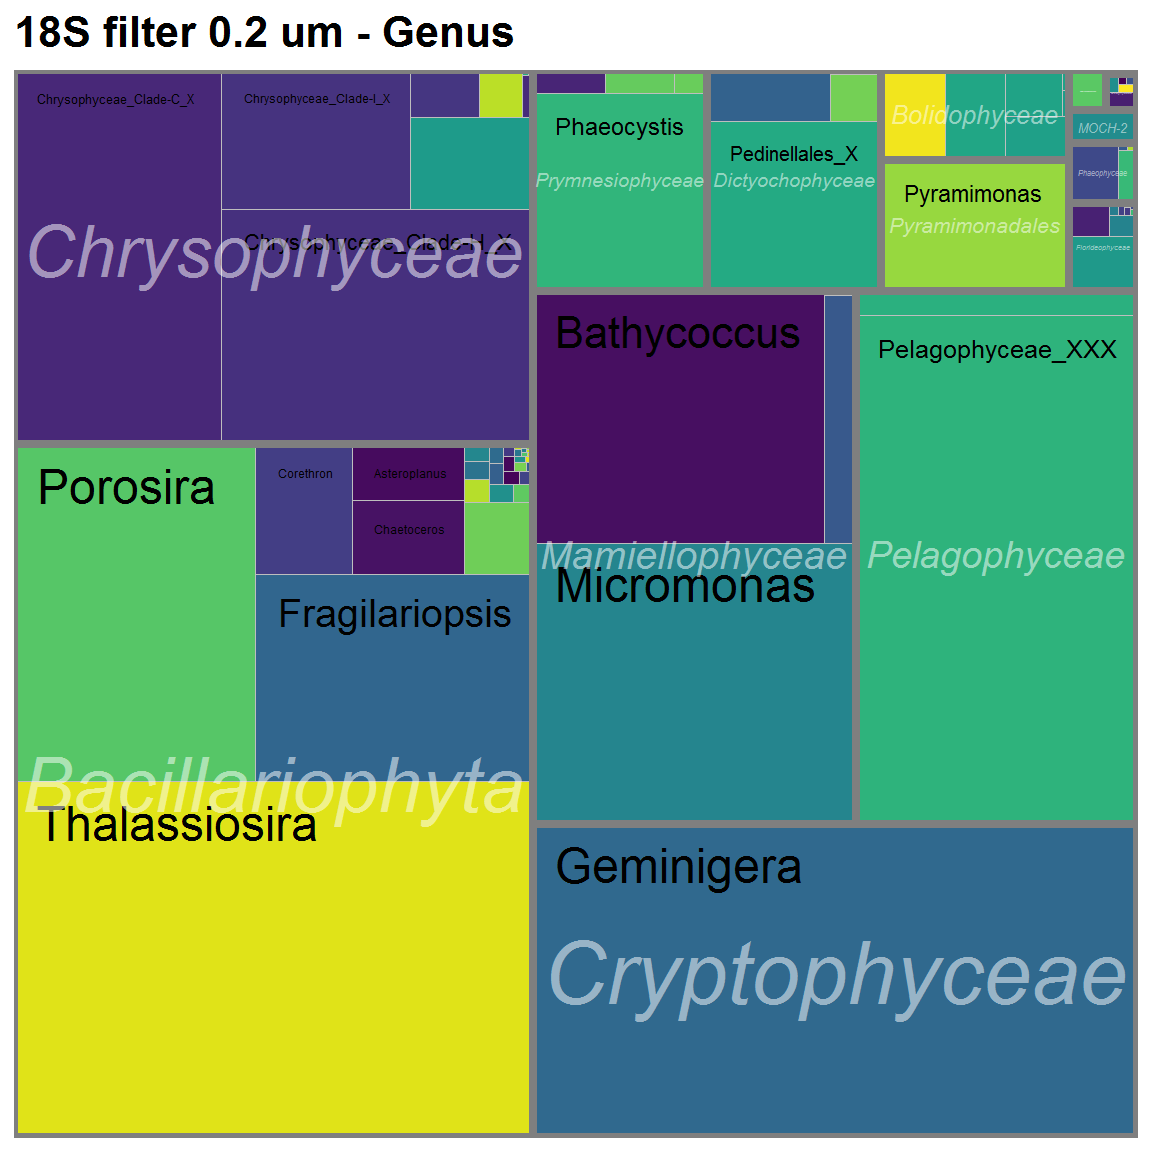 18S filter 0.2 um - Genus
Chrysophyceae_Clade-C_X
Chrysophyceae_Clade-I_X
Chrysophyceae_Clade-H_X
Chrysophyceae
Phaeocystis
Prymnesiophyceae
Pedinellales_X
Dictyochophyceae
Bolidophyceae
Pyramimonas
Pyramimonadales
MOCH-2
Phaeophyceae
Florideophyceae
Bathycoccus
Mamiellophyceae
Micromonas
Pelagophyceae_XXX
Pelagophyceae
Porosira
Corethron
Asteroplanus
Chaetoceros
Fragilariopsis
Bacillariophyta
Thalassiosira
Geminigera
Cryptophyceae